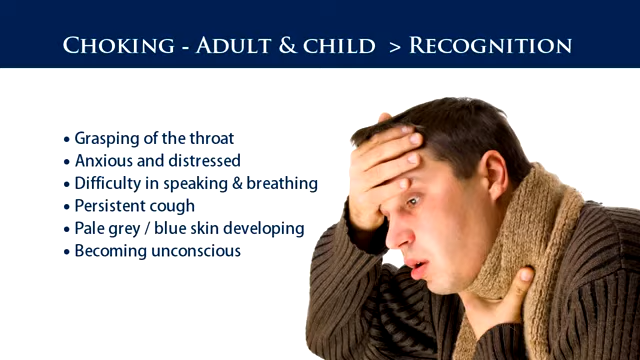 Choking - Adult & child > Recognition
• Grasping of the throat
• Anxious and distressed
• Difficulty in speaking & breathing
• Persistent cough
• Pale grey / blue skin developing
• Becoming unconscious